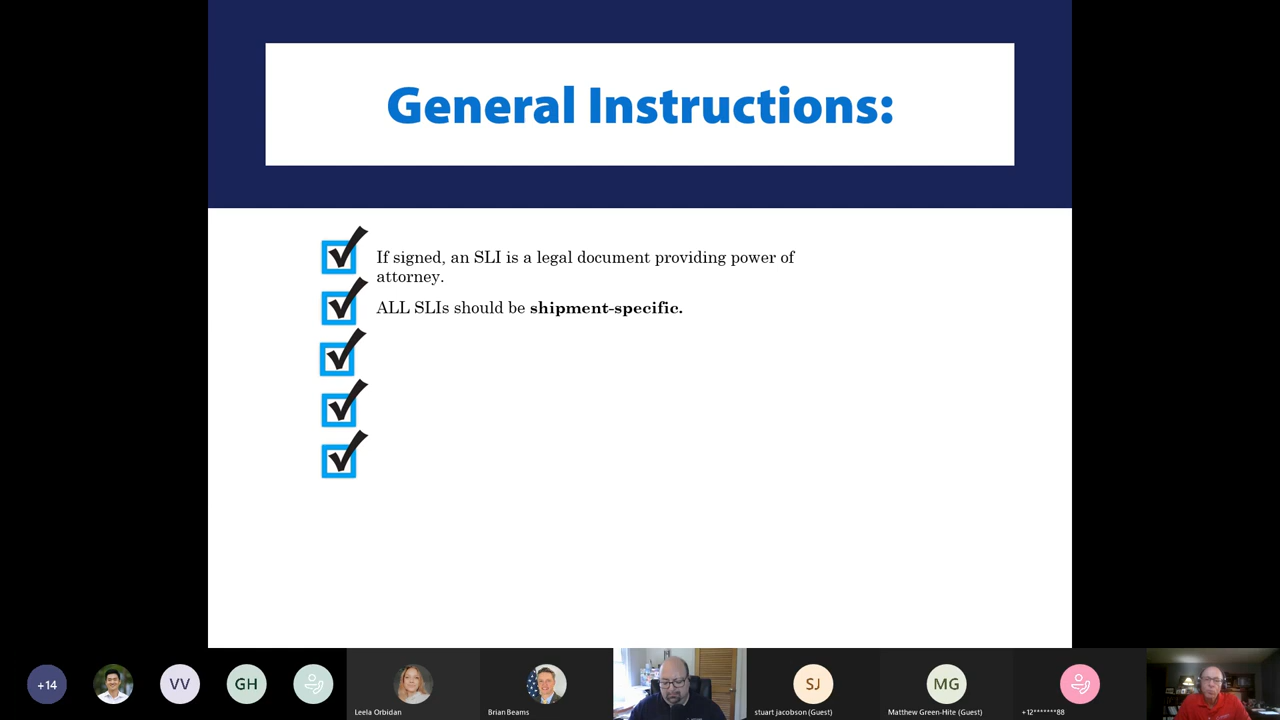 General Instructions:
If signed, an SLI is a legal document providing power of
attorney.
ALL SLIs should be shipment-specific.
+14
VV
GH
SJ
MG
Leela Orbidan
Brian Beams
stuart jacobson (Guest)
Matthew Green-Hite (Guest)
+12*******88